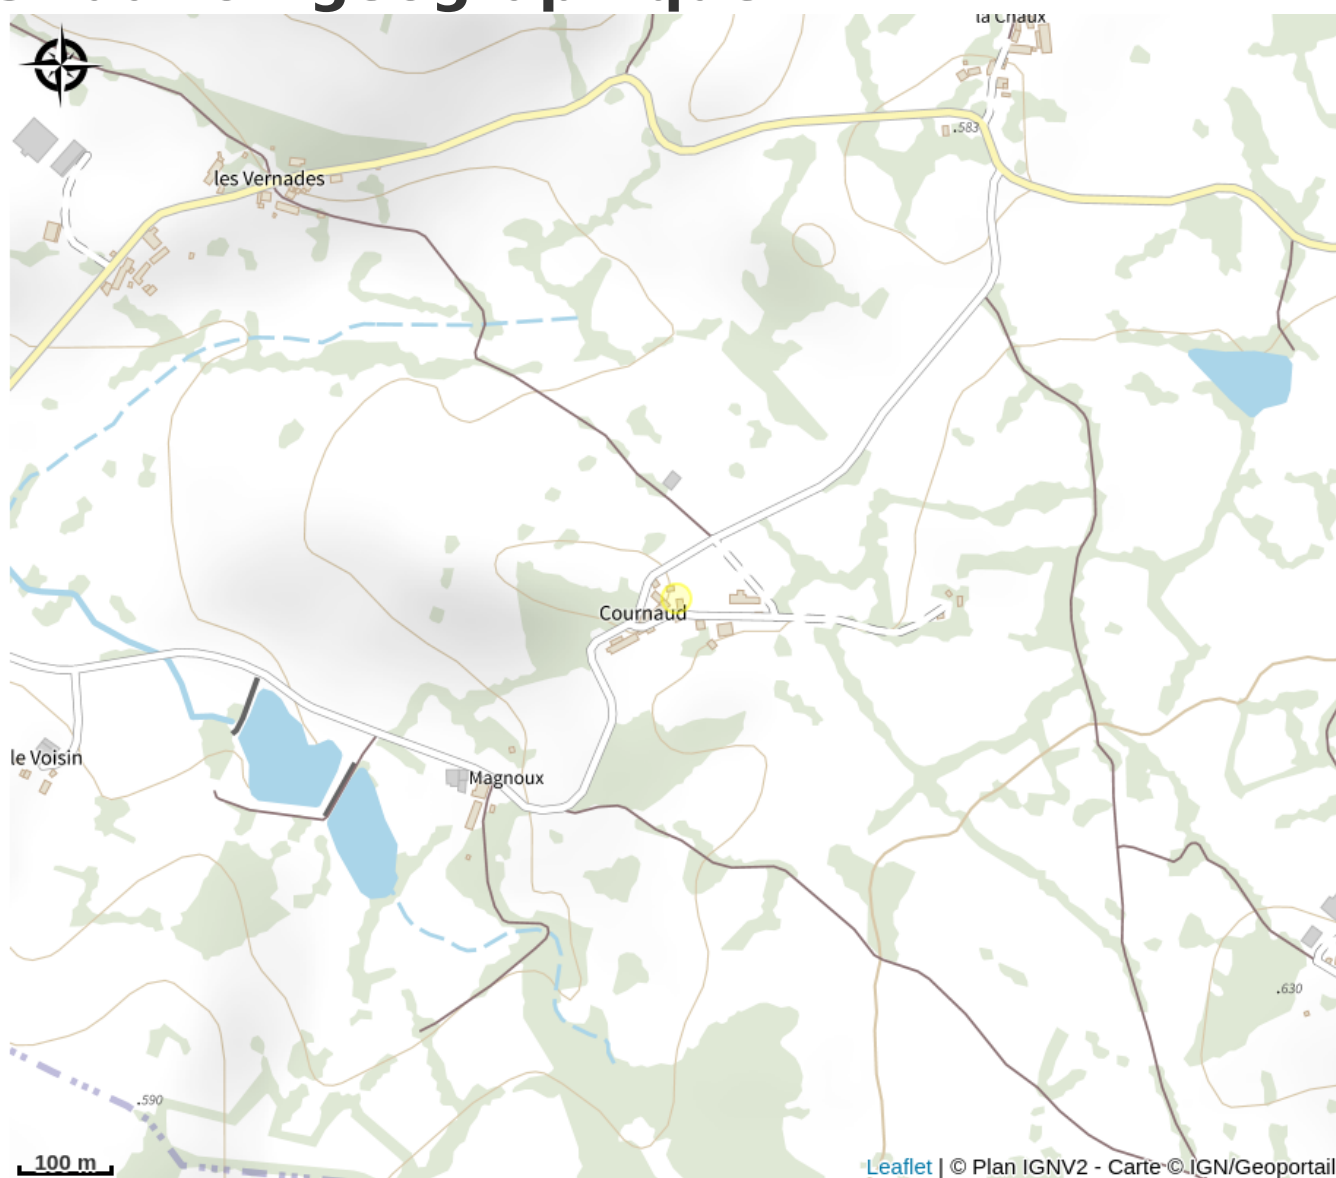 la Chaux
.583
les Vernades
Cournaud
le Voisin
Magnoux
.630
.590
100 m
Leaflet | © Plan IGNV2 - Carte © IGN/Geoportail